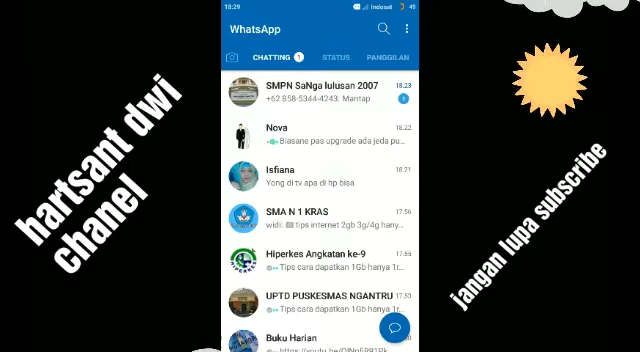 18:29
Indosat
49
WhatsApp
CHATTING 1
STATUS
PANGGILAN
SMPN SaNga lulusan 2007
18.23
+62 858-5344-4243: Mantap
Nova
18.22
Biasane pas upgrade ada jeda pu...
Isfiana
18.21
Yong di tv apa di hp bisa
SMA N 1 KRAS
17.56
widi: tips internet 2gb 3g/4g hany...
Hiperkes Angkatan ke-9
17.55
Tips cara dapatkan 1Gb hanya 1r...
UPTD PUSKESMAS NGANTRU
17.53
Tips cara dapatkan 1Gb hanya 1r...
Buku Harian
hartsant dwi
chanel
jangan lupa subscribe